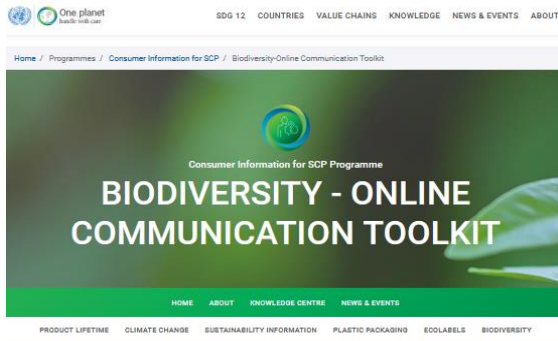 One planet
handle with care
SDG 12 COUNTRIES VALUE CHAINS KNOWLEDGE NEWS & EVENTS ABOUT
Home / Programmes / Consumer Information for SCP / Biodiversity-Online Communication Toolkit
Consumer Information for SCP Programme
BIODIVERSITY - ONLINE
COMMUNICATION TOOLKIT
HOME ABOUT KNOWLEDGE CENTRE NEWS & EVENTS
PRODUCT LIFETIME CLIMATE CHANGE SUSTAINABILITY INFORMATION PLASTIC PACKAGING ECOLABELS BIODIVERSITY